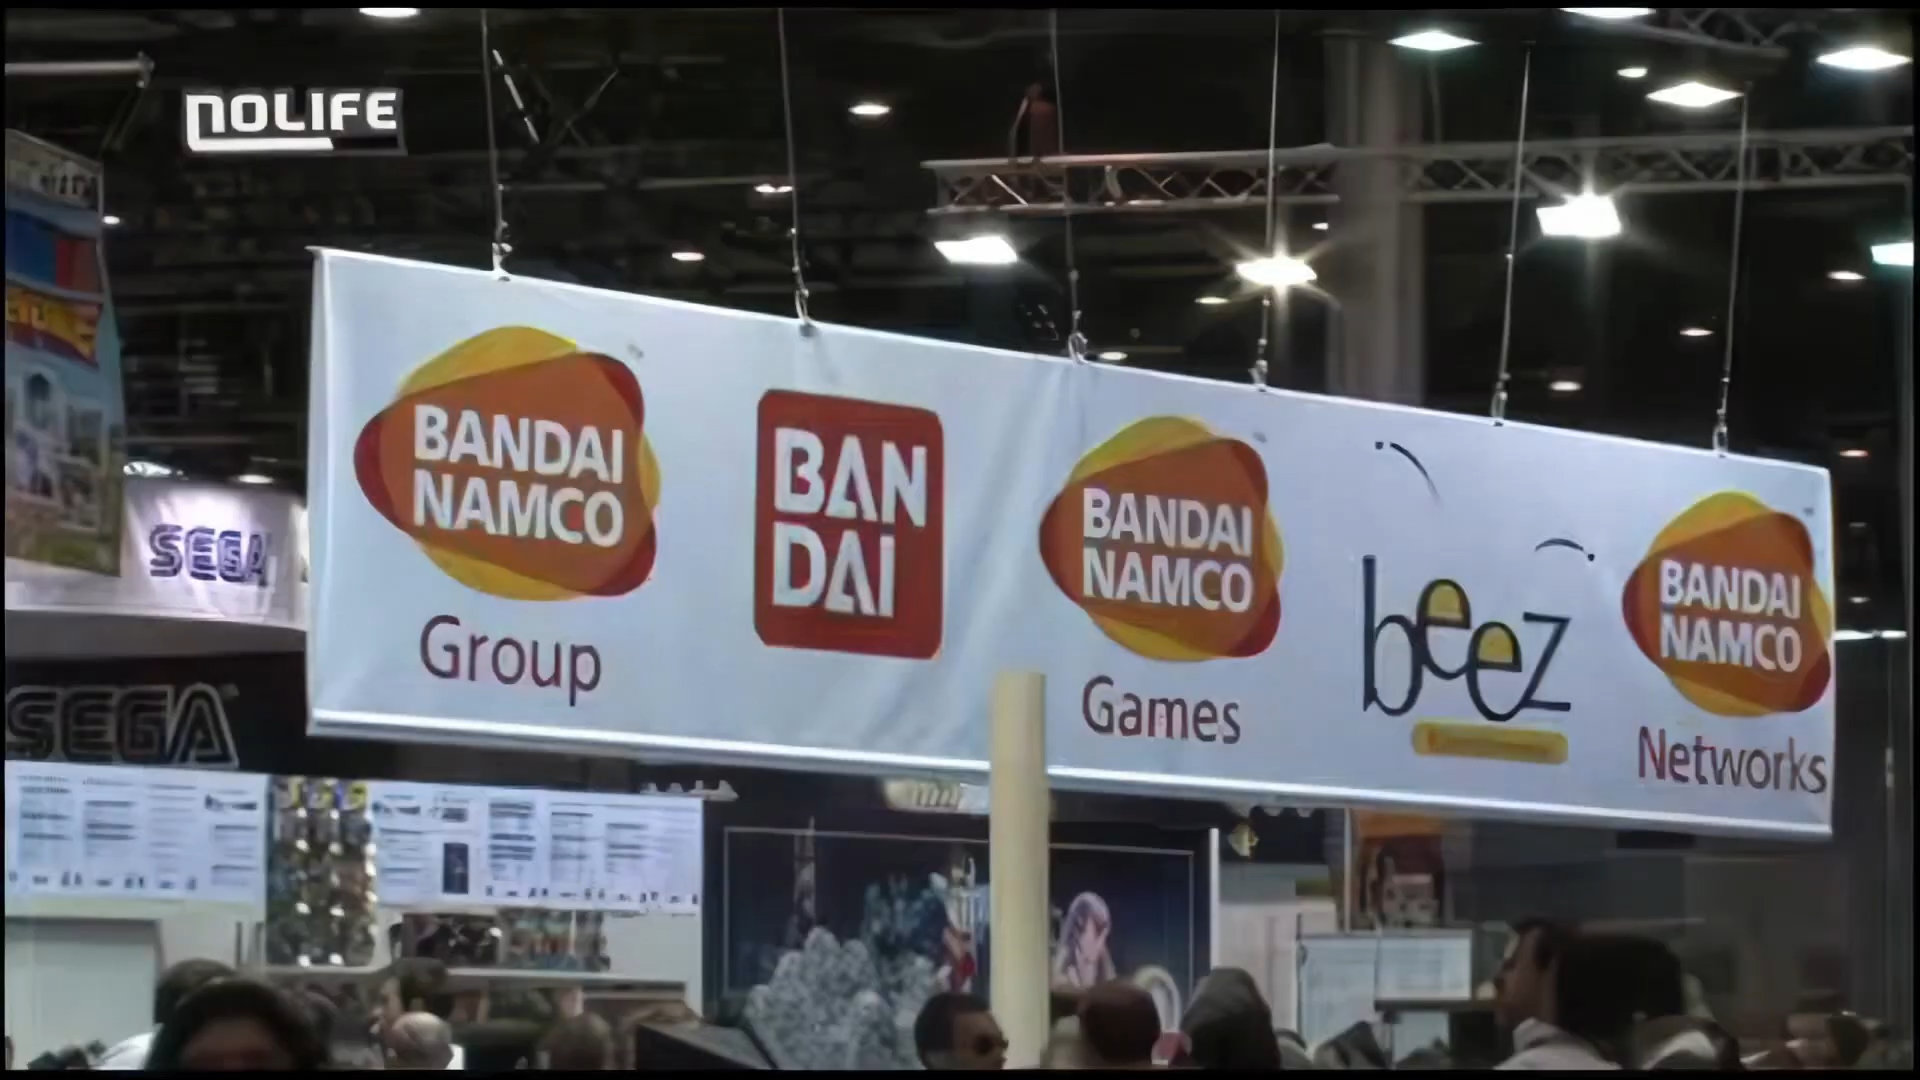 NOLIFE
BANDAI
NAMCO
Group
BAN
DAI
BANDAI
NAMCO
Games
beez
BANDAI
NAMCO
Networks
SEGA
SEGA